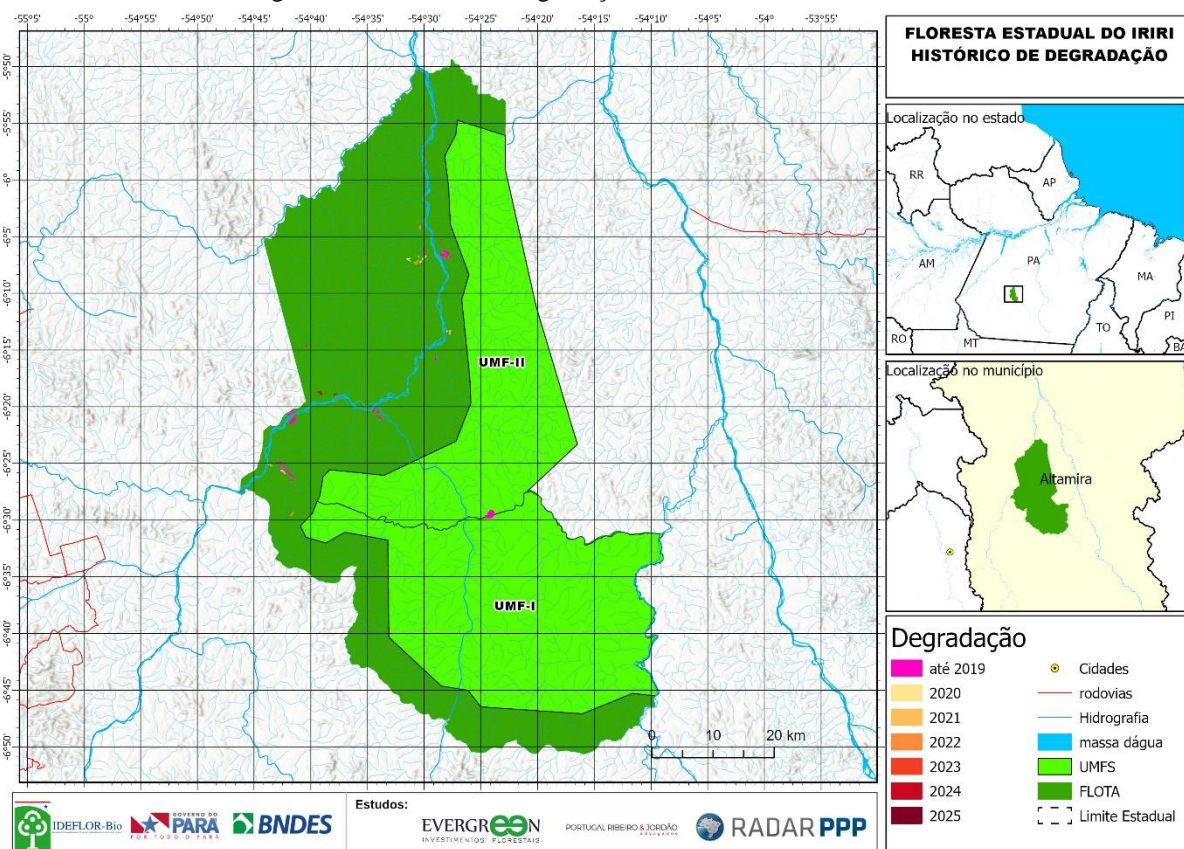 -55°5'
-55°
-54°55'
-54°50'
-54°45'
-54°40'
-54°35'
-54°30'
-54°24'
-54°20'
-54°14'
-54°10'
-54°5'
-54°
-53°55'
-5°50'
-5°55'
-6°
-6°5'
-6°10'
-6°15'
-6°20'
-6°25'
-6°30'
-6°35'
-6°40'
-6°45'
-6°50'
UMF-II
UMF-I
0 10 20 km
FLORESTA ESTADUAL DO IRIRI
HISTÓRICO DE DEGRADAÇÃO
Localização no estado
RR
AP
AM
PA
MA
PI
RO
MT
TO
BA
Localização no município
Altamira
Degradação
até 2019
2020
2021
2022
2023
2024
2025
Cidades
rodovias
Hidrografia
massa dágua
UMFS
FLOTA
Limite Estadual
IDEFLOR-Bio
GOVERNO DO
PARÁ
POR TODO O PARÁ
BNDES
Estudos:
EVERGREEN
INVESTIMENTOS FLORESTAIS
PORTUGAL RIBEIRO & JORDÃO
advogados
RADAR PPP